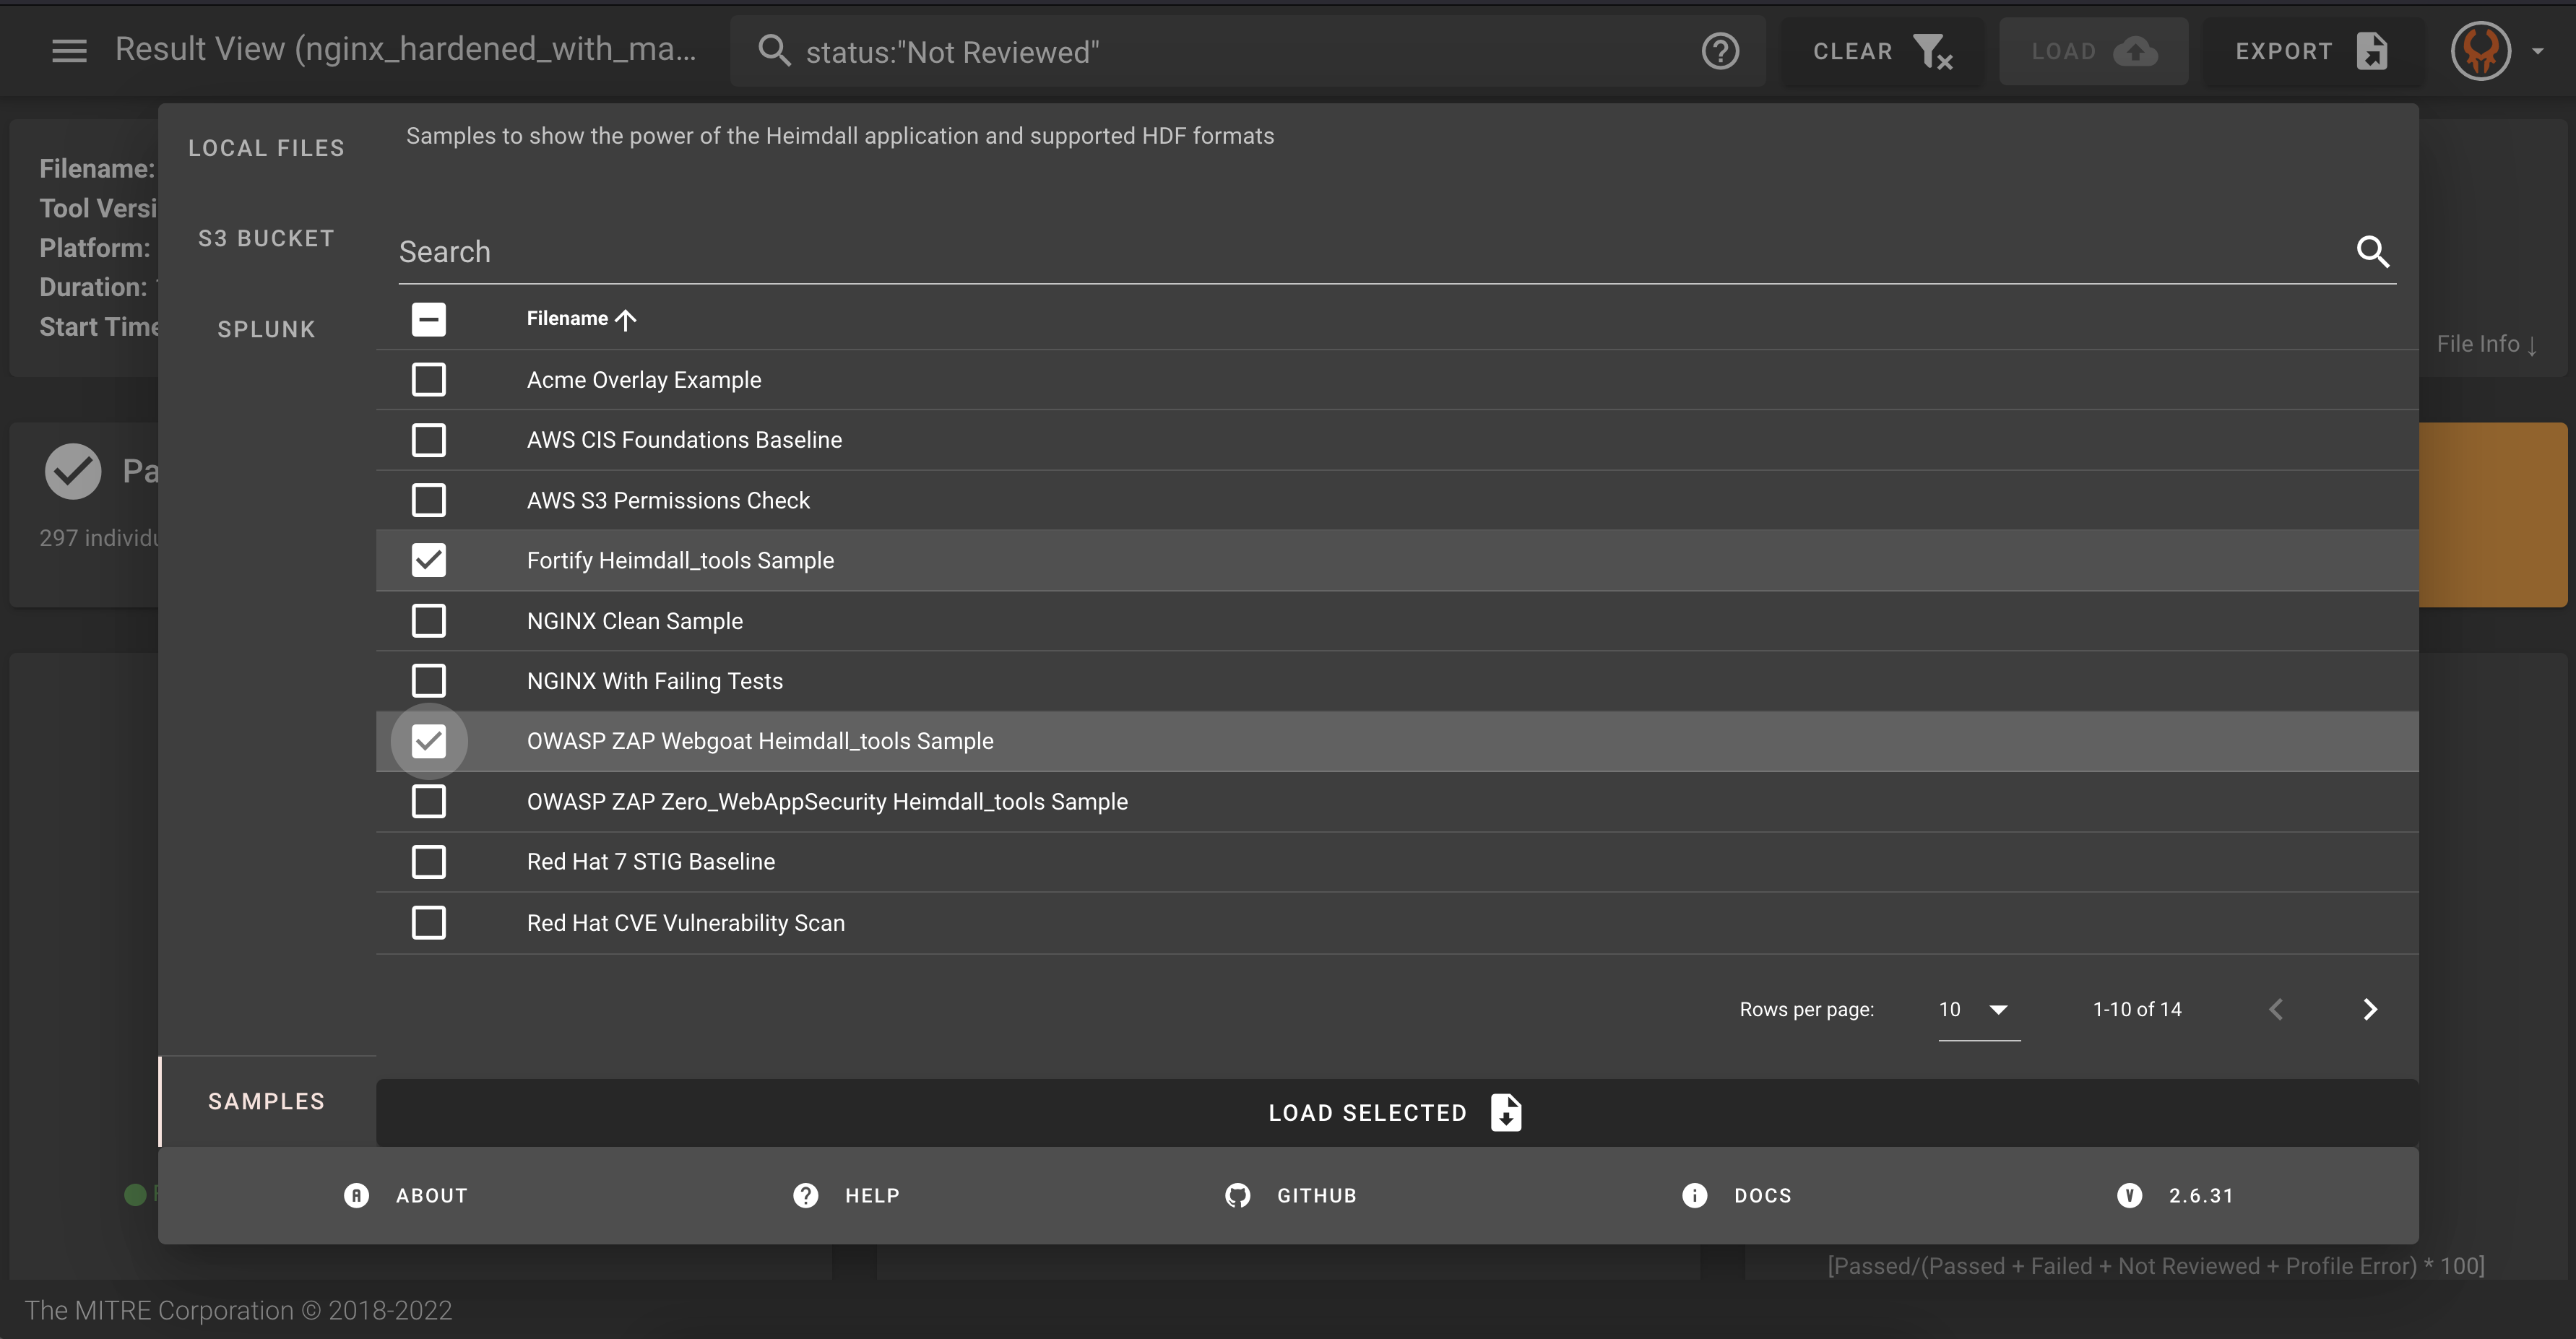 Result View (nginx_hardened_with_ma...
status:"Not Reviewed"
CLEAR
LOAD
EXPORT
Filename:
Tool Versi
Platform:
Duration:
Start Time
File Info ↓
Pa
297 individu
LOCAL FILES
S3 BUCKET
SPLUNK
SAMPLES
Samples to show the power of the Heimdall application and supported HDF formats
Search
Filename ↑
Acme Overlay Example
AWS CIS Foundations Baseline
AWS S3 Permissions Check
Fortify Heimdall_tools Sample
NGINX Clean Sample
NGINX With Failing Tests
OWASP ZAP Webgoat Heimdall_tools Sample
OWASP ZAP Zero_WebAppSecurity Heimdall_tools Sample
Red Hat 7 STIG Baseline
Red Hat CVE Vulnerability Scan
Rows per page: 10 1-10 of 14
LOAD SELECTED
ABOUT
HELP
GITHUB
DOCS
2.6.31
[Passed/(Passed + Failed + Not Reviewed + Profile Error) * 100]
The MITRE Corporation © 2018-2022